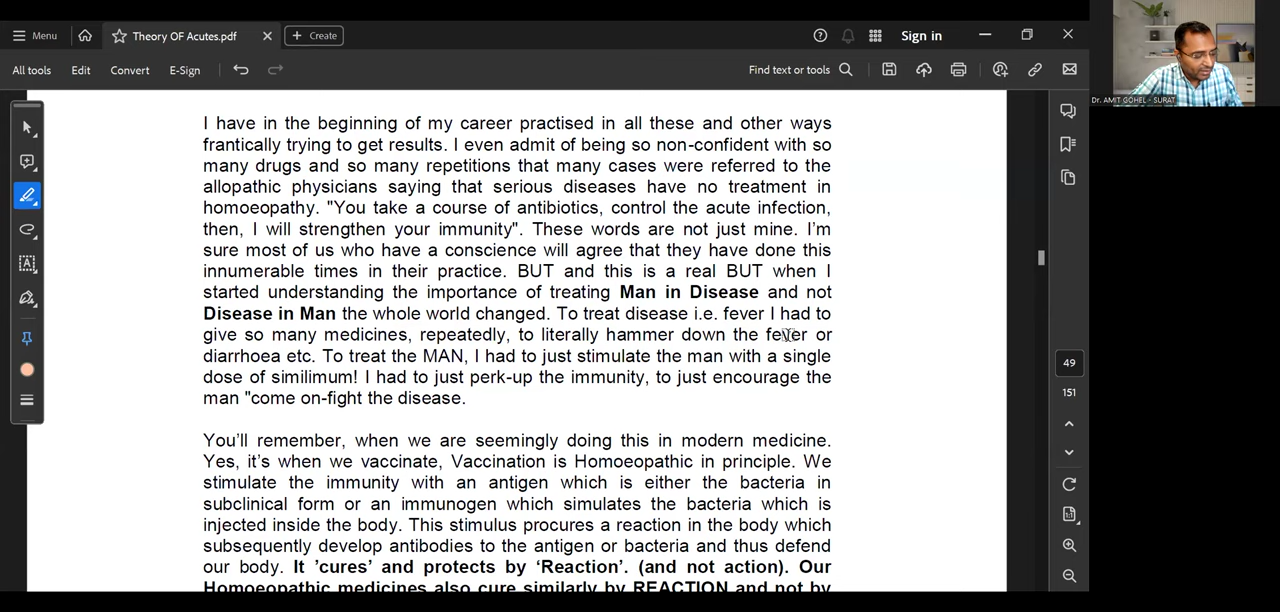 Menu
Theory OF Acutes.pdf
Create
Sign in
All tools
Edit
Convert
E-Sign
Find text or tools
Dr. AMIT GOHEL - SURAT
I have in the beginning of my career practised in all these and other ways
frantically trying to get results. I even admit of being so non-confident with so
many drugs and so many repetitions that many cases were referred to the
allopathic physicians saying that serious diseases have no treatment in
homoeopathy. "You take a course of antibiotics, control the acute infection,
then, I will strengthen your immunity". These words are not just mine. I'm
sure most of us who have a conscience will agree that they have done this
innumerable times in their practice. BUT and this is a real BUT when I
started understanding the importance of treating Man in Disease and not
Disease in Man the whole world changed. To treat disease i.e. fever I had to
give so many medicines, repeatedly, to literally hammer down the fever or
diarrhoea etc. To treat the MAN, I had to just stimulate the man with a single
dose of similimum! I had to just perk-up the immunity, to just encourage the
man "come on-fight the disease.
You'll remember, when we are seemingly doing this in modern medicine.
Yes, it's when we vaccinate, Vaccination is Homoeopathic in principle. We
stimulate the immunity with an antigen which is either the bacteria in
subclinical form or an immunogen which simulates the bacteria which is
injected inside the body. This stimulus procures a reaction in the body which
subsequently develop antibodies to the antigen or bacteria and thus defend
our body. It 'cures' and protects by 'Reaction'. (and not action). Our
Homoeopathic medicines also cure similarly by REACTION and not by
49
151